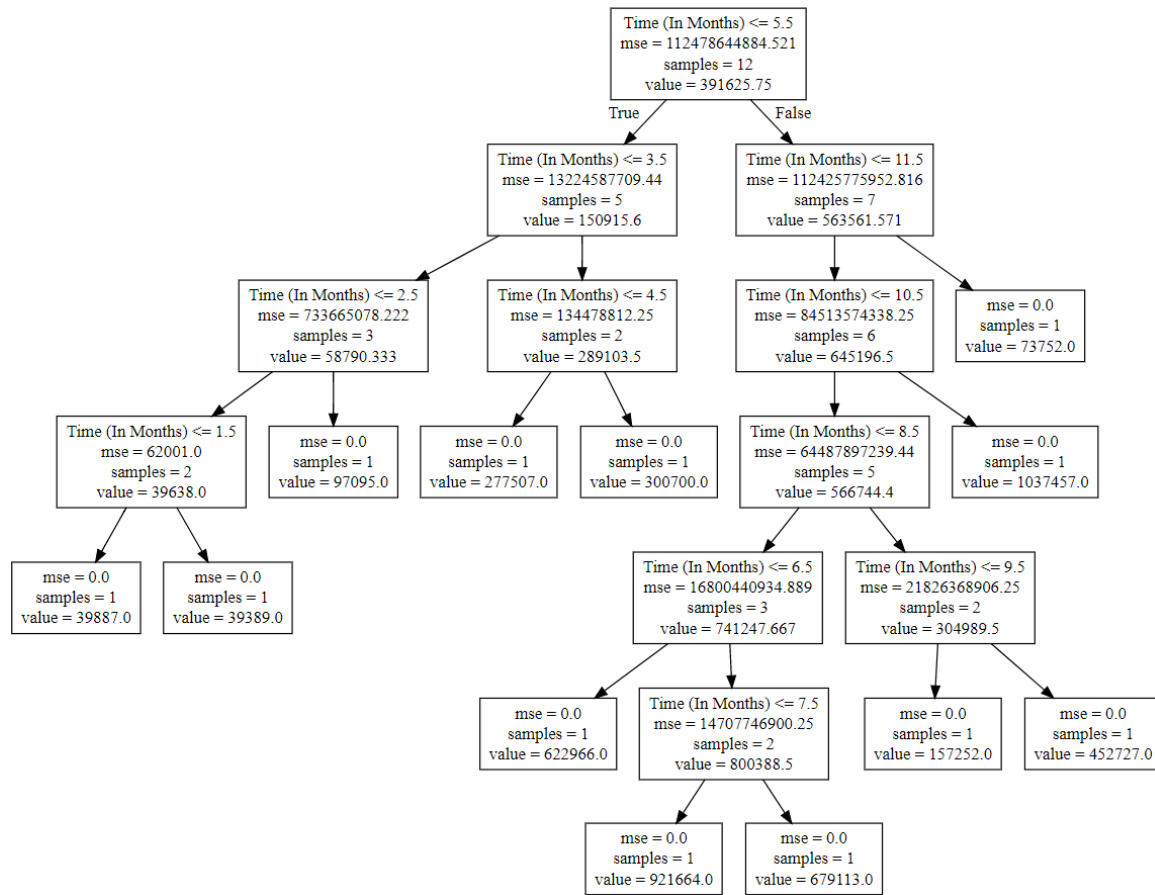 Time (In Months) <= 5.5
mse = 112478644884.521
samples = 12
value = 391625.75
True
False
Time (In Months) <= 3.5
mse = 13224587709.44
samples = 5
value = 150915.6
Time (In Months) <= 11.5
mse = 112425775952.816
samples = 7
value = 563561.571
Time (In Months) <= 2.5
mse = 733665078.222
samples = 3
value = 58790.333
Time (In Months) <= 4.5
mse = 134478812.25
samples = 2
value = 289103.5
Time (In Months) <= 10.5
mse = 84513574338.25
samples = 6
value = 645196.5
mse = 0.0
samples = 1
value = 73752.0
Time (In Months) <= 1.5
mse = 62001.0
samples = 2
value = 39638.0
mse = 0.0
samples = 1
value = 97095.0
mse = 0.0
samples = 1
value = 277507.0
mse = 0.0
samples = 1
value = 300700.0
Time (In Months) <= 8.5
mse = 64487897239.44
samples = 5
value = 566744.4
mse = 0.0
samples = 1
value = 1037457.0
mse = 0.0
samples = 1
value = 39887.0
mse = 0.0
samples = 1
value = 39389.0
Time (In Months) <= 6.5
mse = 16800440934.889
samples = 3
value = 741247.667
Time (In Months) <= 9.5
mse = 21826368906.25
samples = 2
value = 304989.5
mse = 0.0
samples = 1
value = 622966.0
Time (In Months) <= 7.5
mse = 14707746900.25
samples = 2
value = 800388.5
mse = 0.0
samples = 1
value = 157252.0
mse = 0.0
samples = 1
value = 452727.0
mse = 0.0
samples = 1
value = 921664.0
mse = 0.0
samples = 1
value = 679113.0